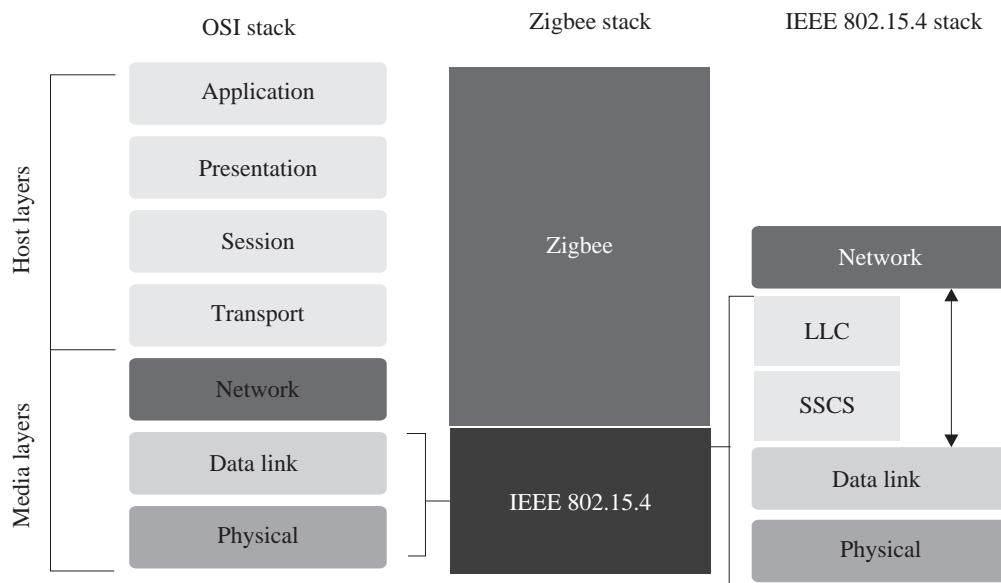 OSI stack
Zigbee stack
IEEE 802.15.4 stack
Host layers
Media layers
Application
Presentation
Session
Transport
Network
Data link
Physical
Zigbee
IEEE 802.15.4
Network
LLC
SSCS
Data link
Physical